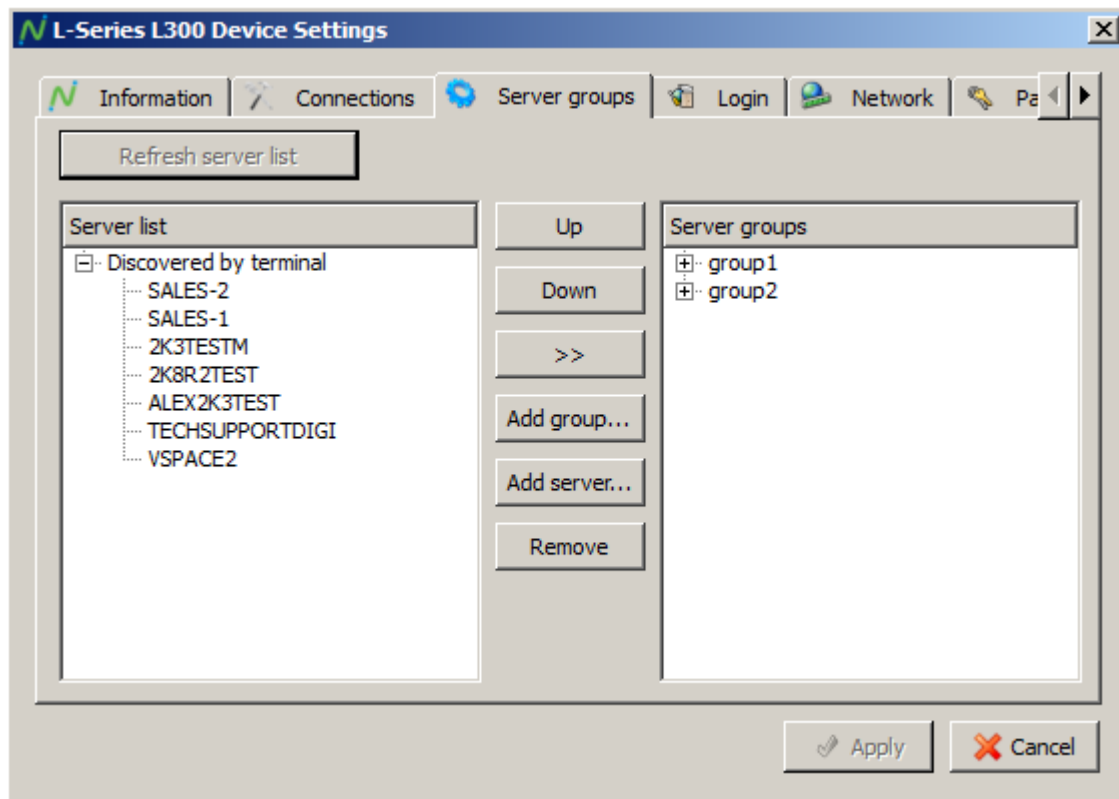 L-Series L300 Device Settings
Information Connections Server groups Login Network Pa
Refresh server list
Server list
Discovered by terminal
SALES-2
SALES-1
2K3TESTM
2K8R2TEST
ALEX2K3TEST
TECHSUPPORTDIGI
VSPACE2
Up
Down
>>
Add group...
Add server...
Remove
Server groups
group1
group2
Apply Cancel